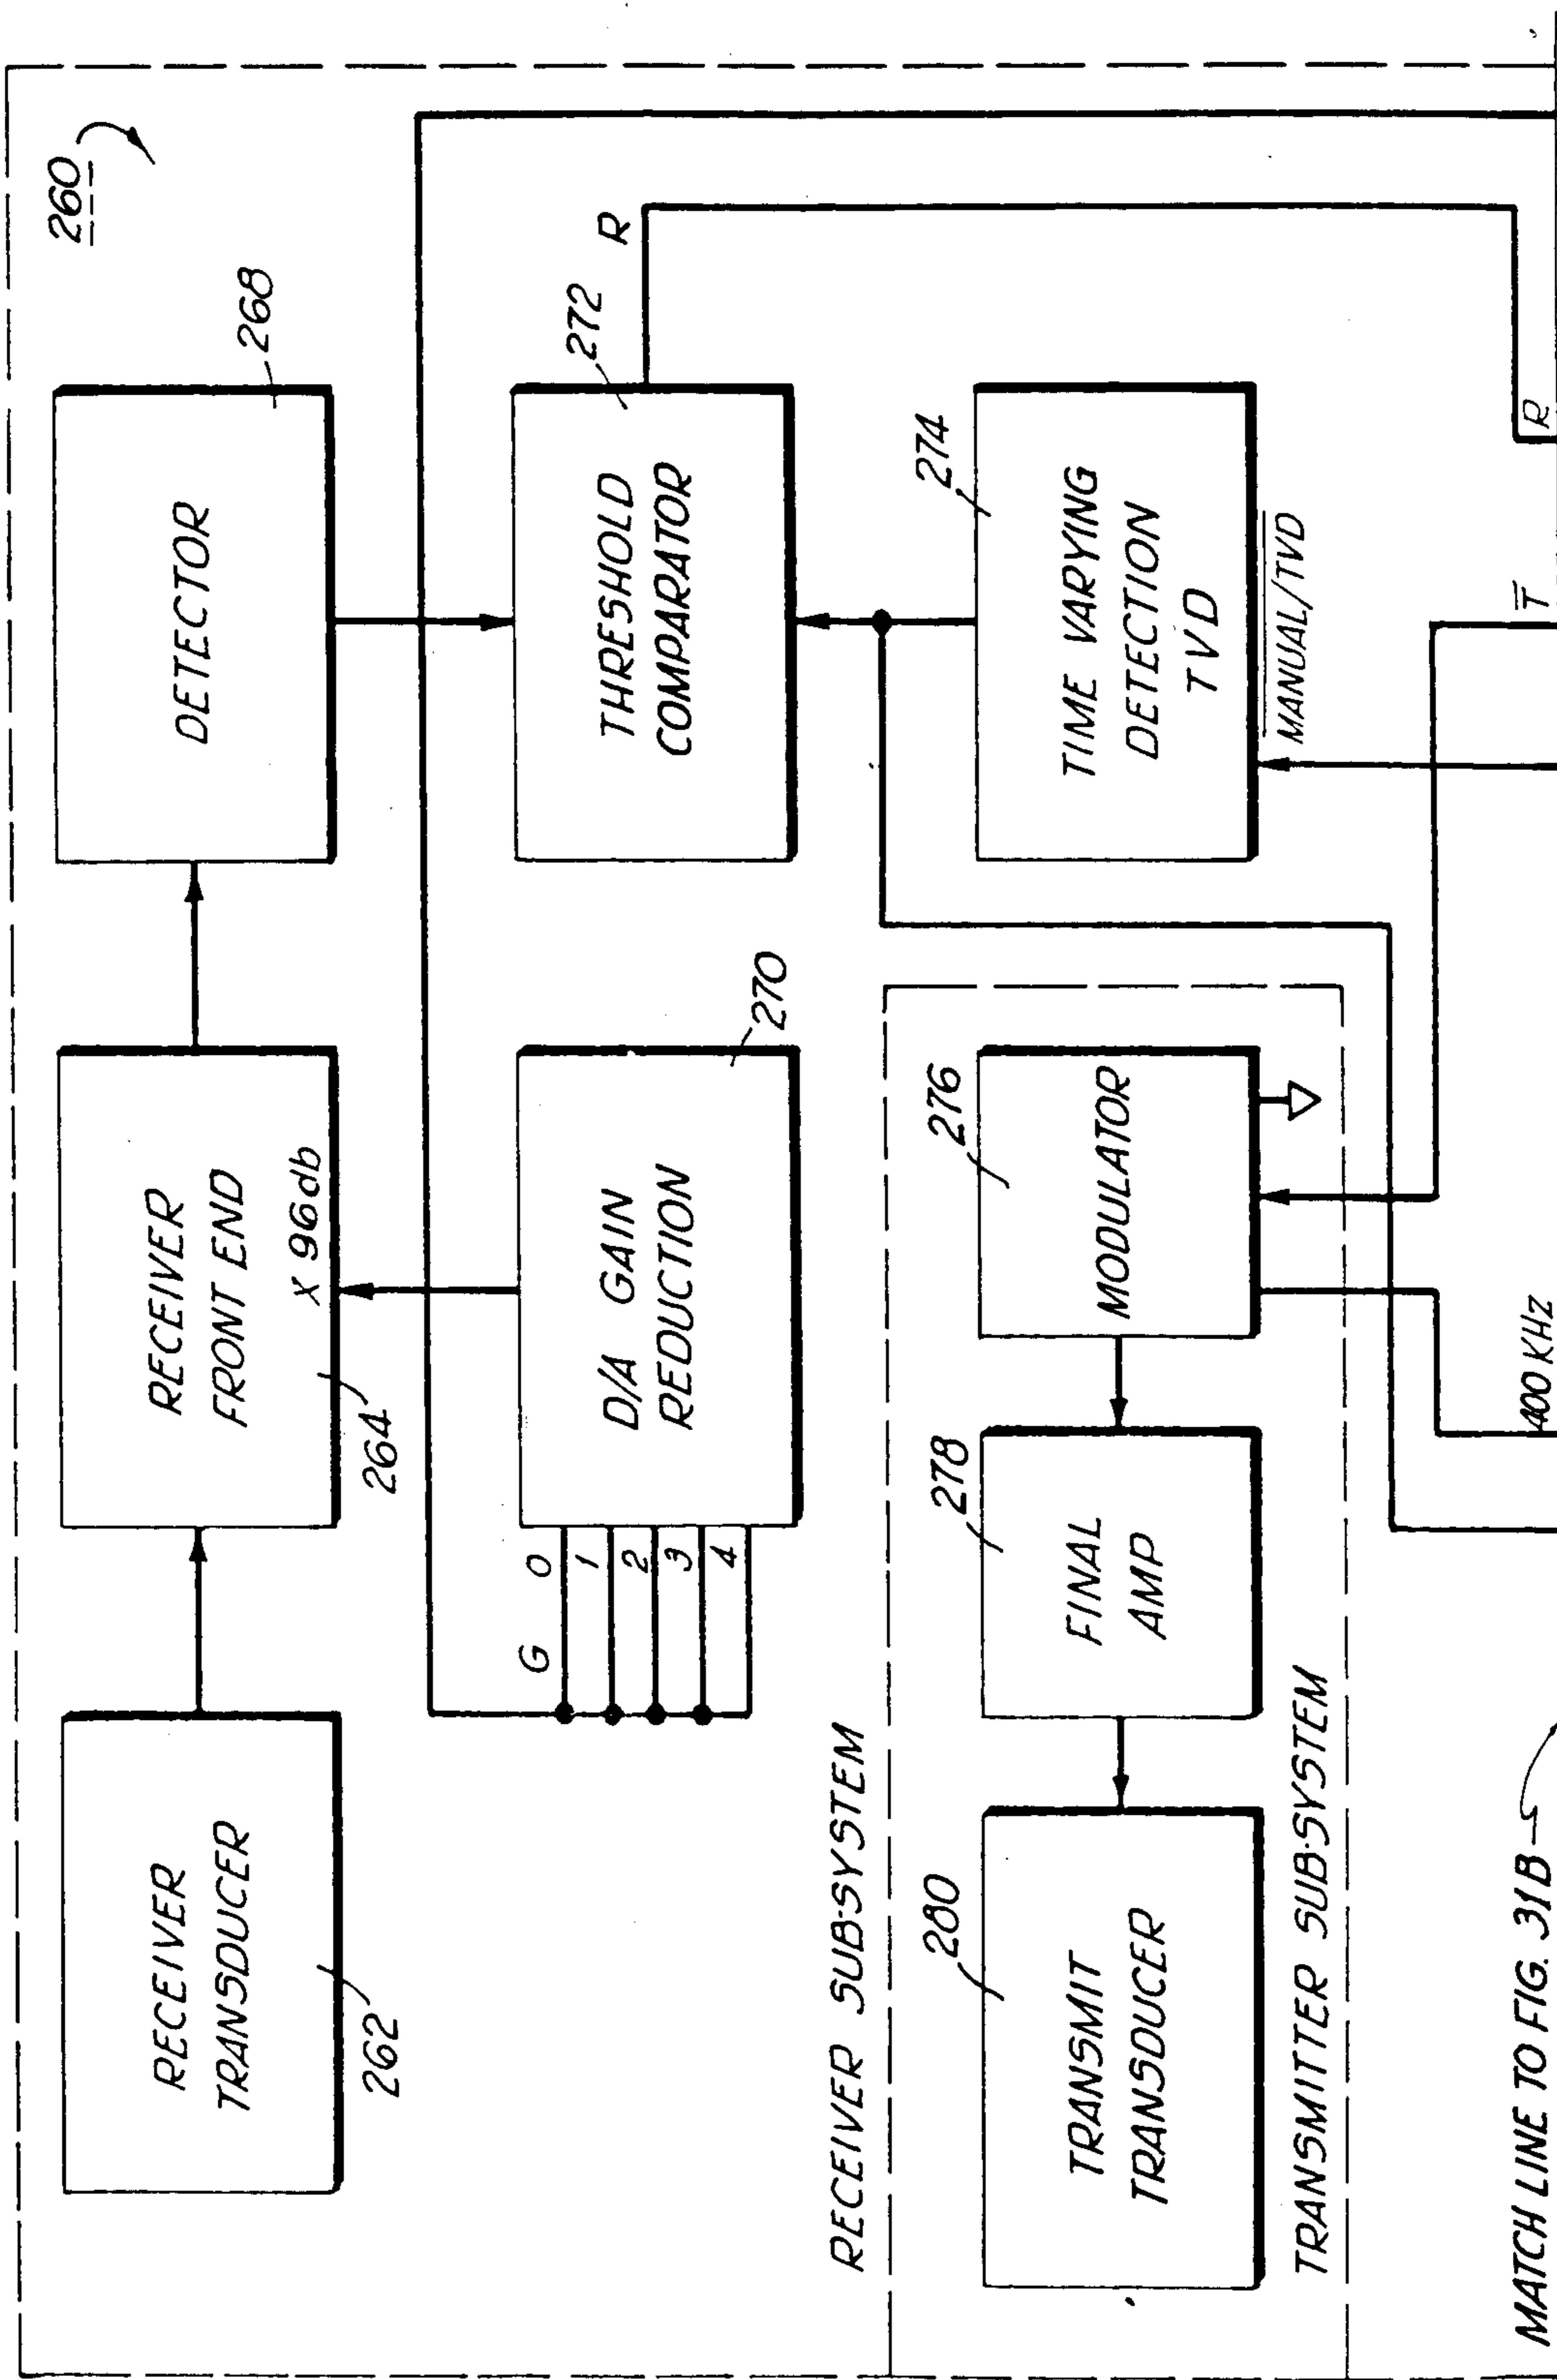 260
RECEIVER
TRANSDUCER
262
RECEIVER
FRONT END
X 96db
264
DETECTOR
268
G
0
1
2
3
4
D/A GAIN
REDUCTION
270
THRESHOLD
COMPARATOR
272
R
RECEIVER SUB-SYSTEM
TIME VARYING
DETECTION
TVD
274
MANUAL/TVD
TRANSMIT
TRANSDUCER
280
FINAL
AMP
278
MODULATOR
276
TRANSMITTER SUB-SYSTEM
400 KHz
T̅
R
MATCH LINE TO FIG. 31B